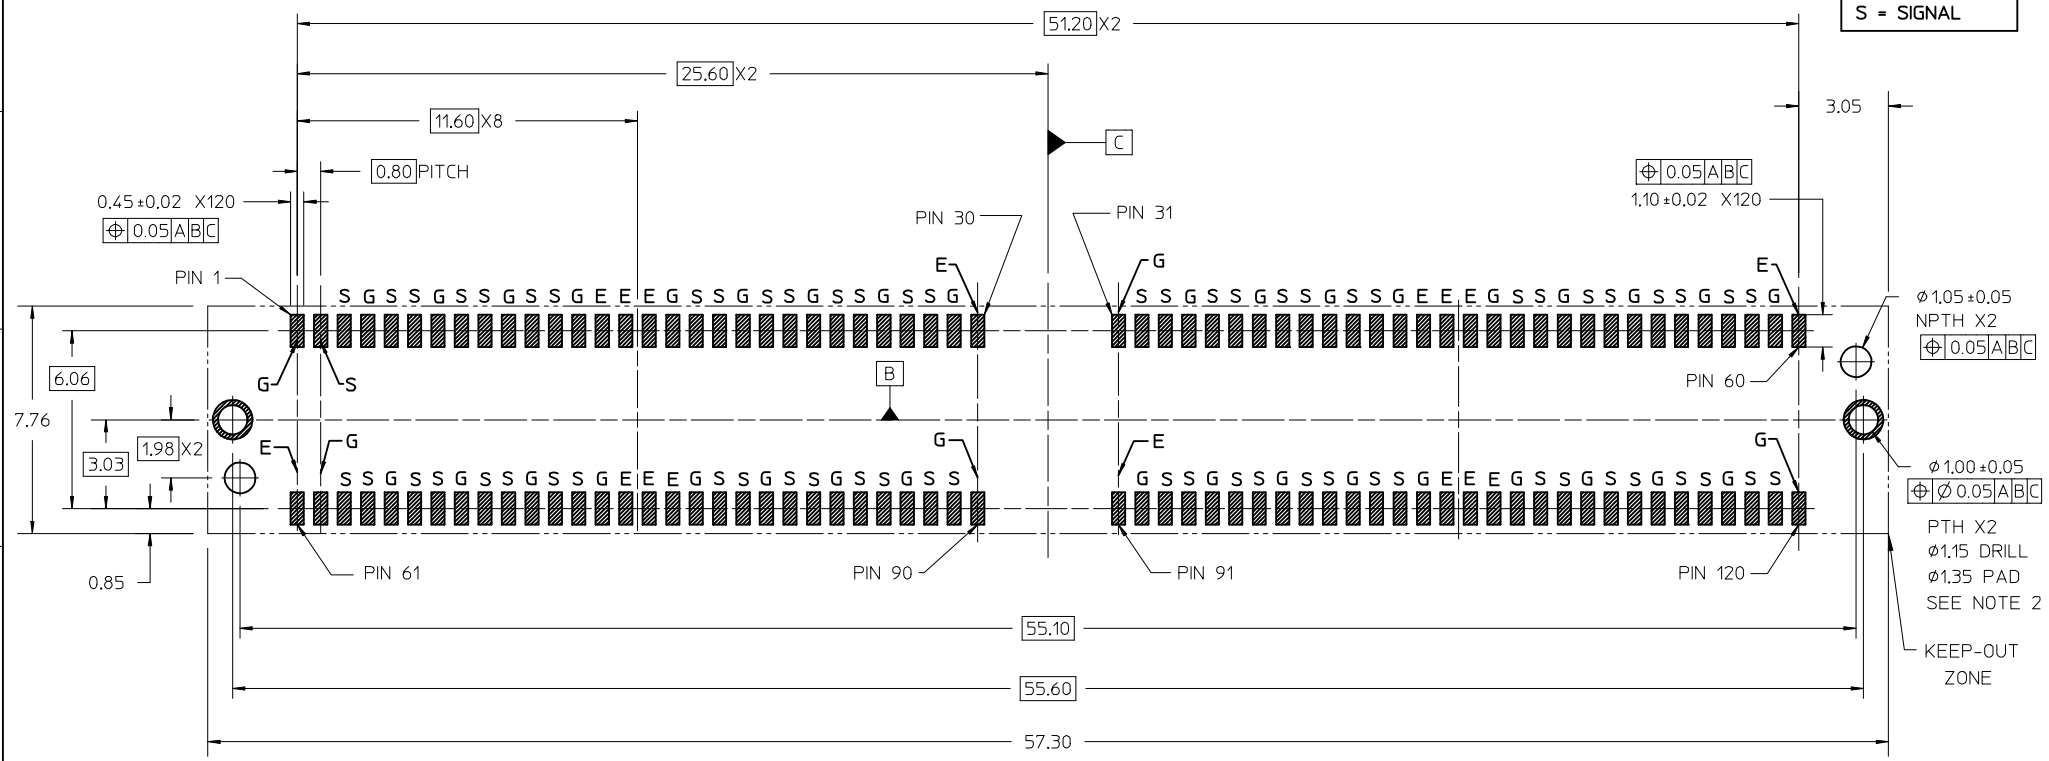 S = SIGNAL
51.20 X2
25.60 X2
11.60 X8
3.05
C
0.80 PITCH
⌖ 0.05 A B C
1.10±0.02 X120
0.45±0.02 X120
⌖ 0.05 A B C
PIN 30
PIN 31
PIN 1
E
G
E
S G S S G S S G S S G E E E G S S G S S G S S G S S G
S S G S S G S S G S S G E E E G S S G S S G S S G S S G
Ø1.05±0.05
NPTH X2
⌖ 0.05 A B C
6.06
B
G
S
PIN 60
7.76
1.98 X2
3.03
E
G
G
E
G
S S G S S G S S G S S G E E E G S S G S S G S S G S S
G S S G S S G S S G S S G E E E G S S G S S G S S G S S
Ø1.00±0.05
⌖ Ø 0.05 A B C
PTH X2
Ø1.15 DRILL
Ø1.35 PAD
SEE NOTE 2
0.85
PIN 61
PIN 90
PIN 91
PIN 120
55.10
KEEP-OUT
ZONE
55.60
57.30